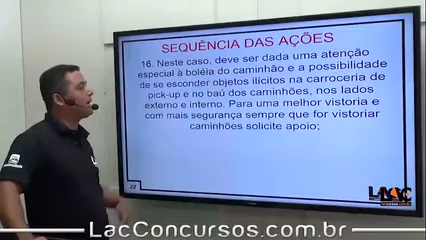 SEQUÊNCIA DAS AÇÕES
16. Neste caso, deve ser dada uma atenção
especial à boléia do caminhão e a possibilidade
de se esconder objetos ilícitos na carroceria de
pick-up e no baú dos caminhões, nos lados
externo e interno. Para uma melhor vistoria e
com mais segurança sempre que for vistoriar
caminhões solicite apoio;
22
LAC
LacConcursos.com.br